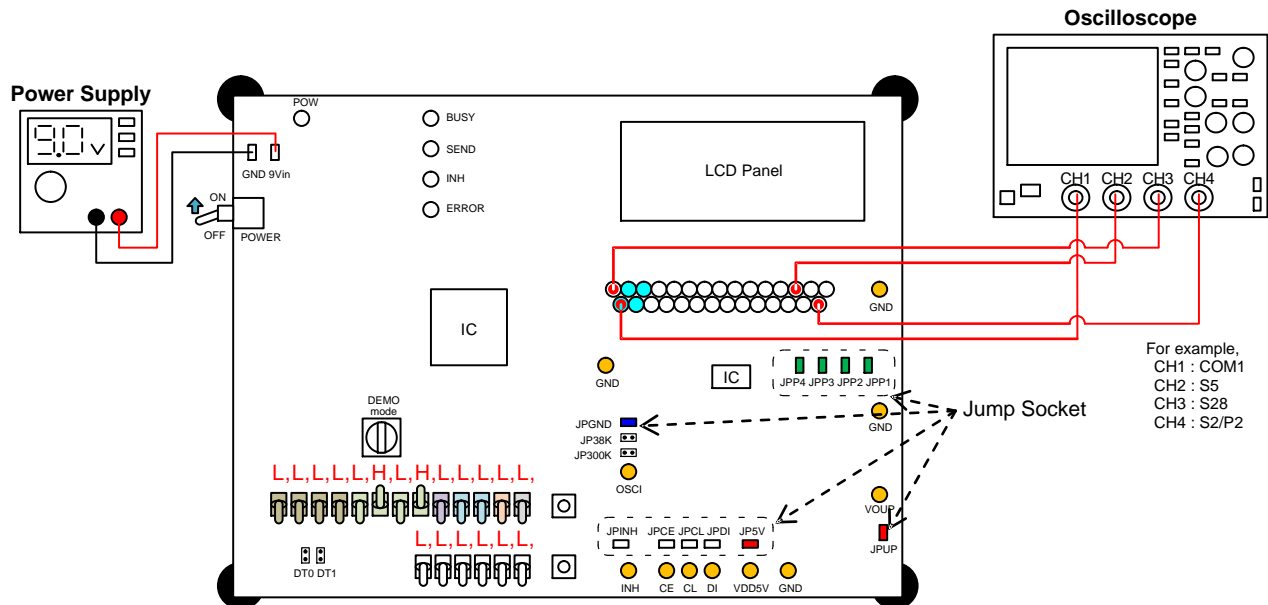 Oscilloscope
Power Supply
9.0 v
POW
BUSY
SEND
INH
ERROR
GND 9Vin
ON
OFF
POWER
LCD Panel
CH1 CH2 CH3 CH4
GND
IC
GND
IC
JPP4 JPP3 JPP2 JPP1
For example,
CH1 : COM1
CH2 : S5
CH3 : S28
CH4 : S2/P2
DEMO
mode
JPGND
JP38K
JP300K
OSCI
GND
Jump Socket
L,L,L,L,L,H,L,H,L,L,L,L,L,
VOUP
JPUP
L,L,L,L,L,L,
JPINH JPCE JPCL JPDI JP5V
DT0 DT1
INH CE CL DI VDD5V GND